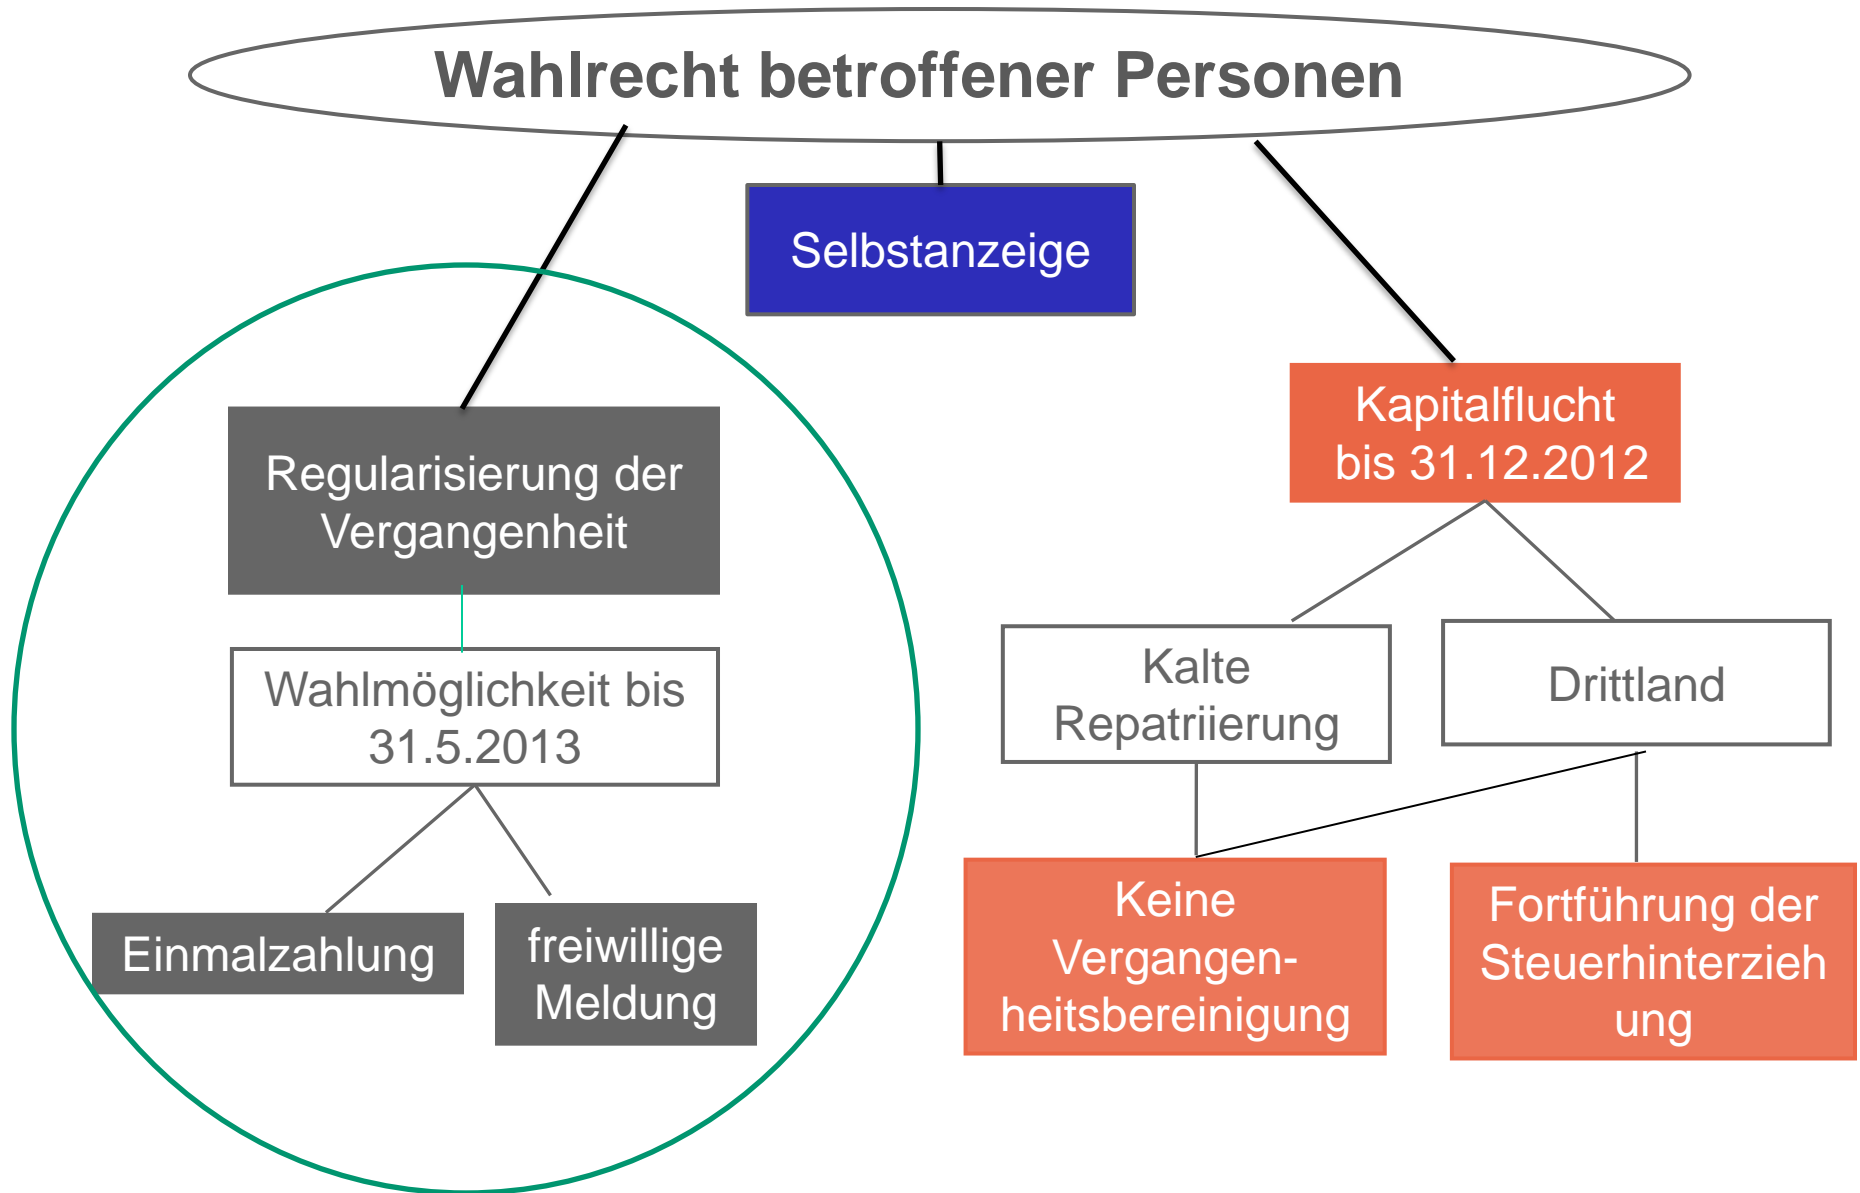 Wahlrecht betroffener Personen
Selbstanzeige
Regularisierung der
Vergangenheit
Wahlmöglichkeit bis
31.5.2013
Einmalzahlung
freiwillige
Meldung
Kapitalflucht
bis 31.12.2012
Kalte
Repatriierung
Drittland
Keine
Vergangen-
heitsbereinigung
Fortführung der
Steuerhinterzieh
ung